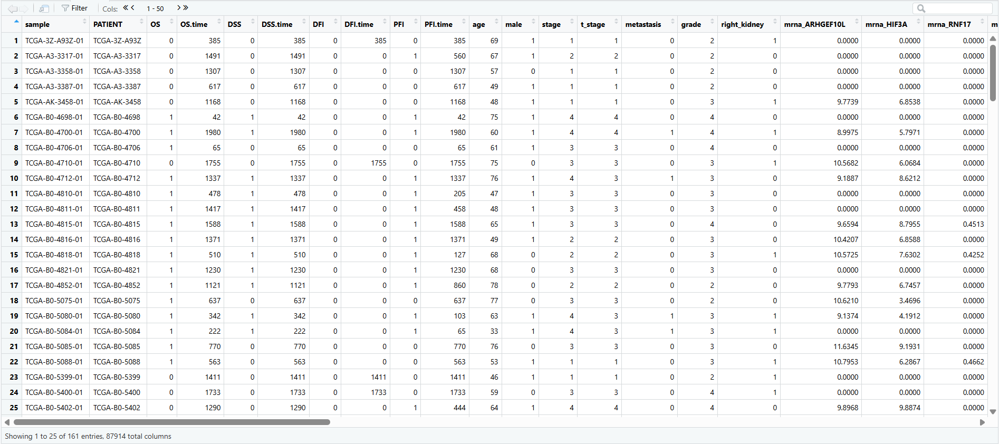 Filter Cols: 1 - 50
sample PATIENT OS OS.time DSS DSS.time DFI DFI.time PFI PFI.time age male stage t_stage metastasis grade right_kidney mrna_ARHGEF10L mrna_HIF3A mrna_RNF17 m
1 TCGA-3Z-A93Z-01 TCGA-3Z-A93Z 0 385 0 385 0 385 0 385 69 1 1 1 0 2 1 0.0000 0.0000 0.0000
2 TCGA-A3-3317-01 TCGA-A3-3317 0 1491 0 1491 0 0 1 560 67 1 2 2 0 2 0 0.0000 0.0000 0.0000
3 TCGA-A3-3358-01 TCGA-A3-3358 0 1307 0 1307 0 0 0 1307 57 0 1 1 0 2 0 0.0000 0.0000 0.0000
4 TCGA-A3-3387-01 TCGA-A3-3387 0 617 0 617 0 0 0 617 49 1 1 1 0 2 0 0.0000 0.0000 0.0000
5 TCGA-AK-3458-01 TCGA-AK-3458 0 1168 0 1168 0 0 0 1168 48 1 1 1 0 3 1 9.7739 6.8538 0.0000
6 TCGA-B0-4698-01 TCGA-B0-4698 1 42 1 42 0 0 1 42 75 1 4 4 0 4 0 0.0000 0.0000 0.0000
7 TCGA-B0-4700-01 TCGA-B0-4700 1 1980 1 1980 0 0 1 1980 60 1 4 4 1 4 1 8.9975 5.7971 0.0000
8 TCGA-B0-4706-01 TCGA-B0-4706 1 65 0 65 0 0 0 65 61 1 3 3 0 4 0 0.0000 0.0000 0.0000
9 TCGA-B0-4710-01 TCGA-B0-4710 0 1755 0 1755 0 1755 0 1755 75 0 3 3 0 3 1 10.5682 6.0684 0.0000
10 TCGA-B0-4712-01 TCGA-B0-4712 1 1337 1 1337 0 0 1 1337 76 1 4 3 1 3 0 9.1887 8.6212 0.0000
11 TCGA-B0-4810-01 TCGA-B0-4810 1 478 1 478 0 0 1 205 47 1 3 3 0 3 0 0.0000 0.0000 0.0000
12 TCGA-B0-4811-01 TCGA-B0-4811 1 1417 1 1417 0 0 1 458 48 1 3 3 0 3 0 0.0000 0.0000 0.0000
13 TCGA-B0-4815-01 TCGA-B0-4815 1 1588 1 1588 0 0 1 1588 65 1 3 3 0 4 0 9.6594 8.7955 0.4513
14 TCGA-B0-4816-01 TCGA-B0-4816 1 1371 1 1371 0 0 1 1371 49 1 2 2 0 3 0 10.4207 6.8588 0.0000
15 TCGA-B0-4818-01 TCGA-B0-4818 1 510 1 510 0 0 1 127 68 0 2 2 0 3 1 10.5725 7.6302 0.4252
16 TCGA-B0-4821-01 TCGA-B0-4821 1 1230 1 1230 0 0 1 1230 68 0 3 3 0 3 0 0.0000 0.0000 0.0000
17 TCGA-B0-4852-01 TCGA-B0-4852 1 1121 1 1121 0 0 1 860 78 0 2 2 0 2 0 9.7793 6.7457 0.0000
18 TCGA-B0-5075-01 TCGA-B0-5075 1 637 0 637 0 0 0 637 77 0 3 3 0 2 0 10.6210 3.4696 0.0000
19 TCGA-B0-5080-01 TCGA-B0-5080 1 342 1 342 0 0 1 103 63 1 4 3 1 3 1 9.1374 4.1912 0.0000
20 TCGA-B0-5084-01 TCGA-B0-5084 1 222 1 222 0 0 1 65 33 1 4 3 1 3 1 0.0000 0.0000 0.0000
21 TCGA-B0-5085-01 TCGA-B0-5085 1 770 0 770 0 0 0 770 76 0 3 3 0 3 0 11.6345 9.1931 0.0000
22 TCGA-B0-5088-01 TCGA-B0-5088 1 563 0 563 0 0 0 563 53 1 1 1 0 3 1 10.7953 6.2867 0.4662
23 TCGA-B0-5399-01 TCGA-B0-5399 0 1411 0 1411 0 1411 0 1411 46 1 1 1 0 2 1 0.0000 0.0000 0.0000
24 TCGA-B0-5400-01 TCGA-B0-5400 0 1733 0 1733 0 1733 0 1733 59 0 3 3 0 4 1 0.0000 0.0000 0.0000
25 TCGA-B0-5402-01 TCGA-B0-5402 0 1290 0 1290 0 0 1 444 64 1 4 4 0 4 0 9.8968 9.8874 0.0000
Showing 1 to 25 of 161 entries, 87914 total columns